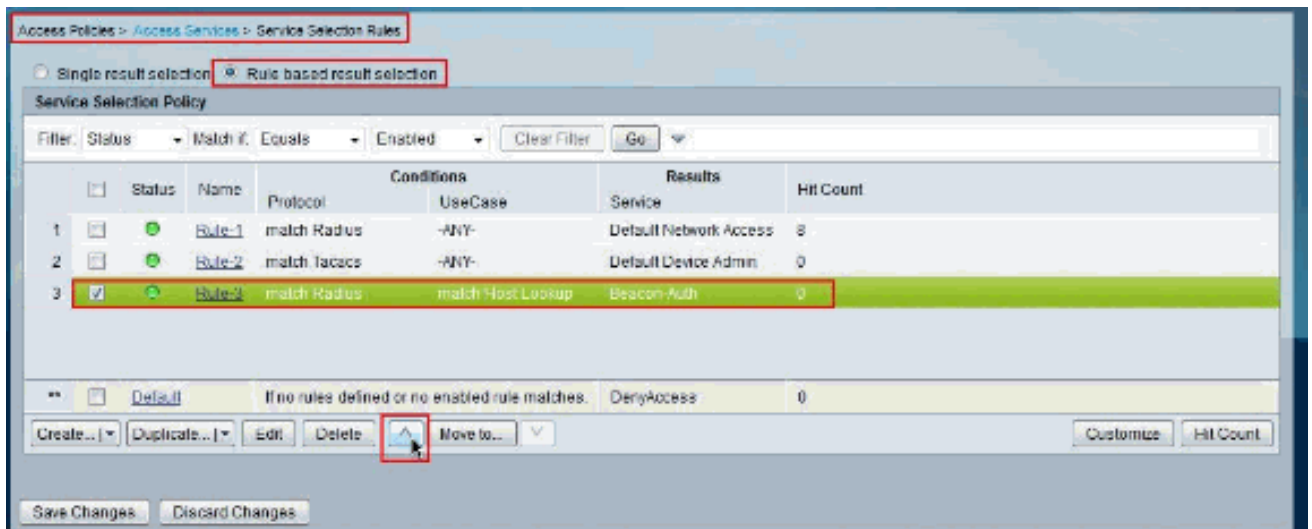 Access Policies > Access Services > Service Selection Rules
Single result selection Rule based result selection
Service Selection Policy
Filter: Status Match if: Equals Enabled Clear Filter Go
Conditions Results
Status Name Protocol UseCase Service Hit Count
1 Rule-1 match Radius -ANY- Default Network Access 8
2 Rule-2 match Tacacs -ANY- Default Device Admin 0
3 Rule-3 match Radius match Host Lookup Beacon-Auth 0
** Default If no rules defined or no enabled rule matches. DenyAccess 0
Create... Duplicate... Edit Delete Move to... Customize Hit Count
Save Changes Discard Changes